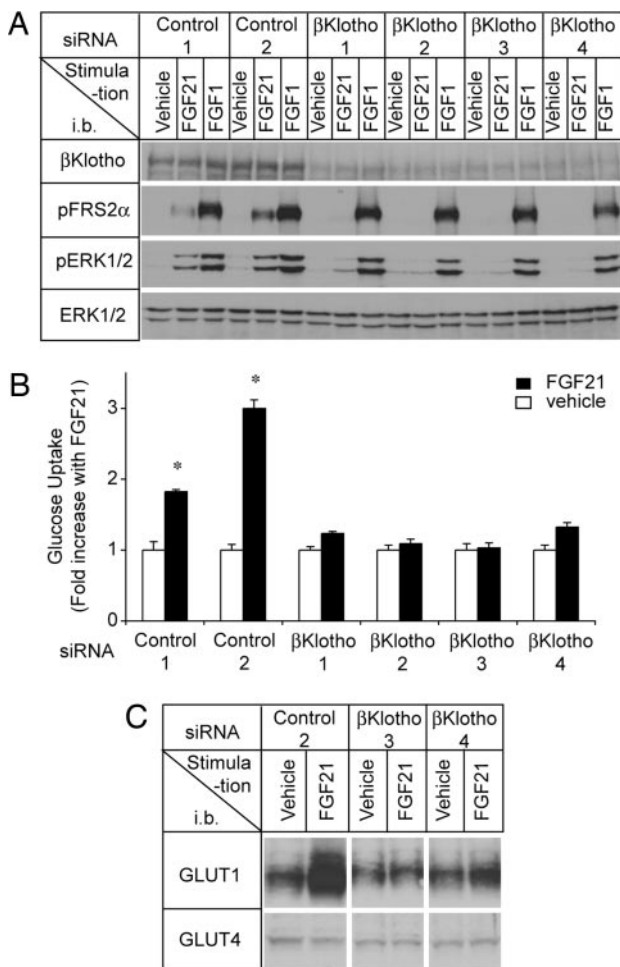 A
siRNA
Control 1
Control 2
βKlotho 1
βKlotho 2
βKlotho 3
βKlotho 4
Stimula
-tion
i.b.
Vehicle FGF21 FGF1 Vehicle FGF21 FGF1 Vehicle FGF21 FGF1 Vehicle FGF21 FGF1 Vehicle FGF21 FGF1 Vehicle FGF21 FGF1
βKlotho
pFRS2α
pERK1/2
ERK1/2
B
Glucose Uptake
(Fold increase with FGF21)
3
2
1
0
*
*
FGF21
vehicle
siRNA
Control 1
Control 2
βKlotho 1
βKlotho 2
βKlotho 3
βKlotho 4
C
siRNA
Control 2
βKlotho 3
βKlotho 4
Stimula
-tion
i.b.
Vehicle FGF21 Vehicle FGF21 Vehicle FGF21
GLUT1
GLUT4